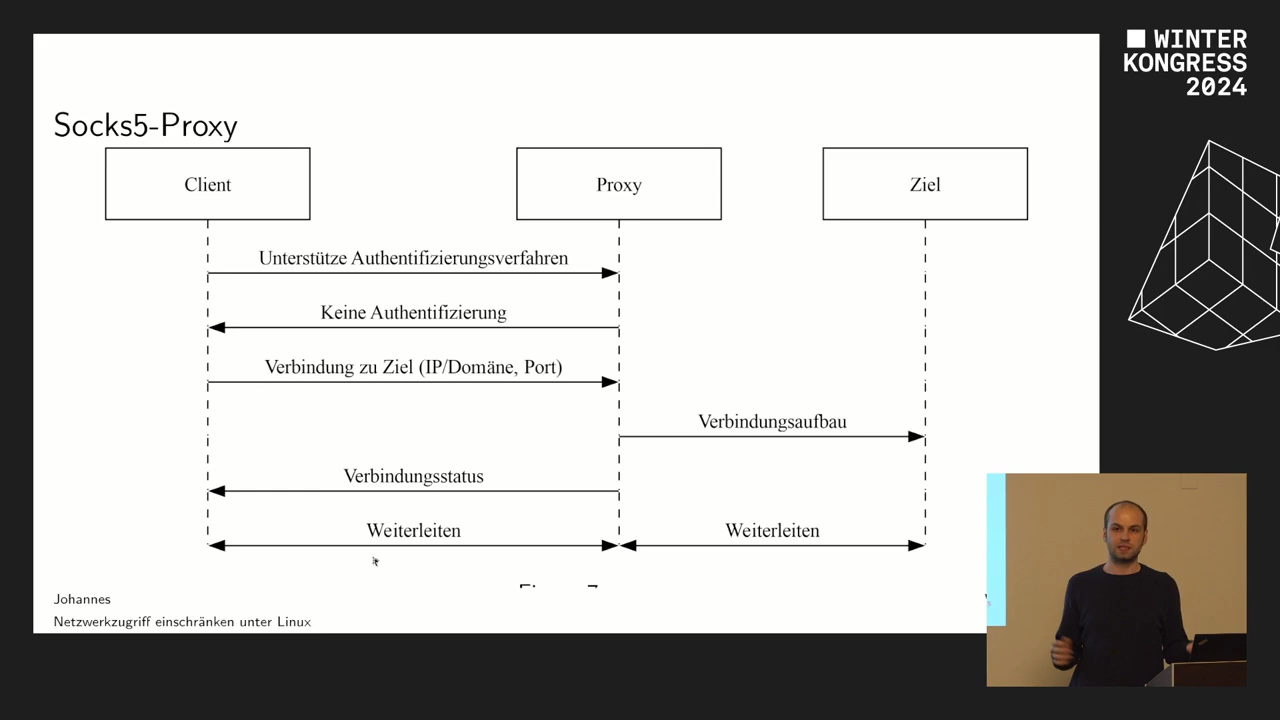 WINTER
KONGRESS
2024
Socks5-Proxy
Client
Proxy
Ziel
Unterstütze Authentifizierungsverfahren
Keine Authentifizierung
Verbindung zu Ziel (IP/Domäne, Port)
Verbindungsaufbau
Verbindungsstatus
Weiterleiten
Weiterleiten
Johannes
Netzwerkzugriff einschränken unter Linux